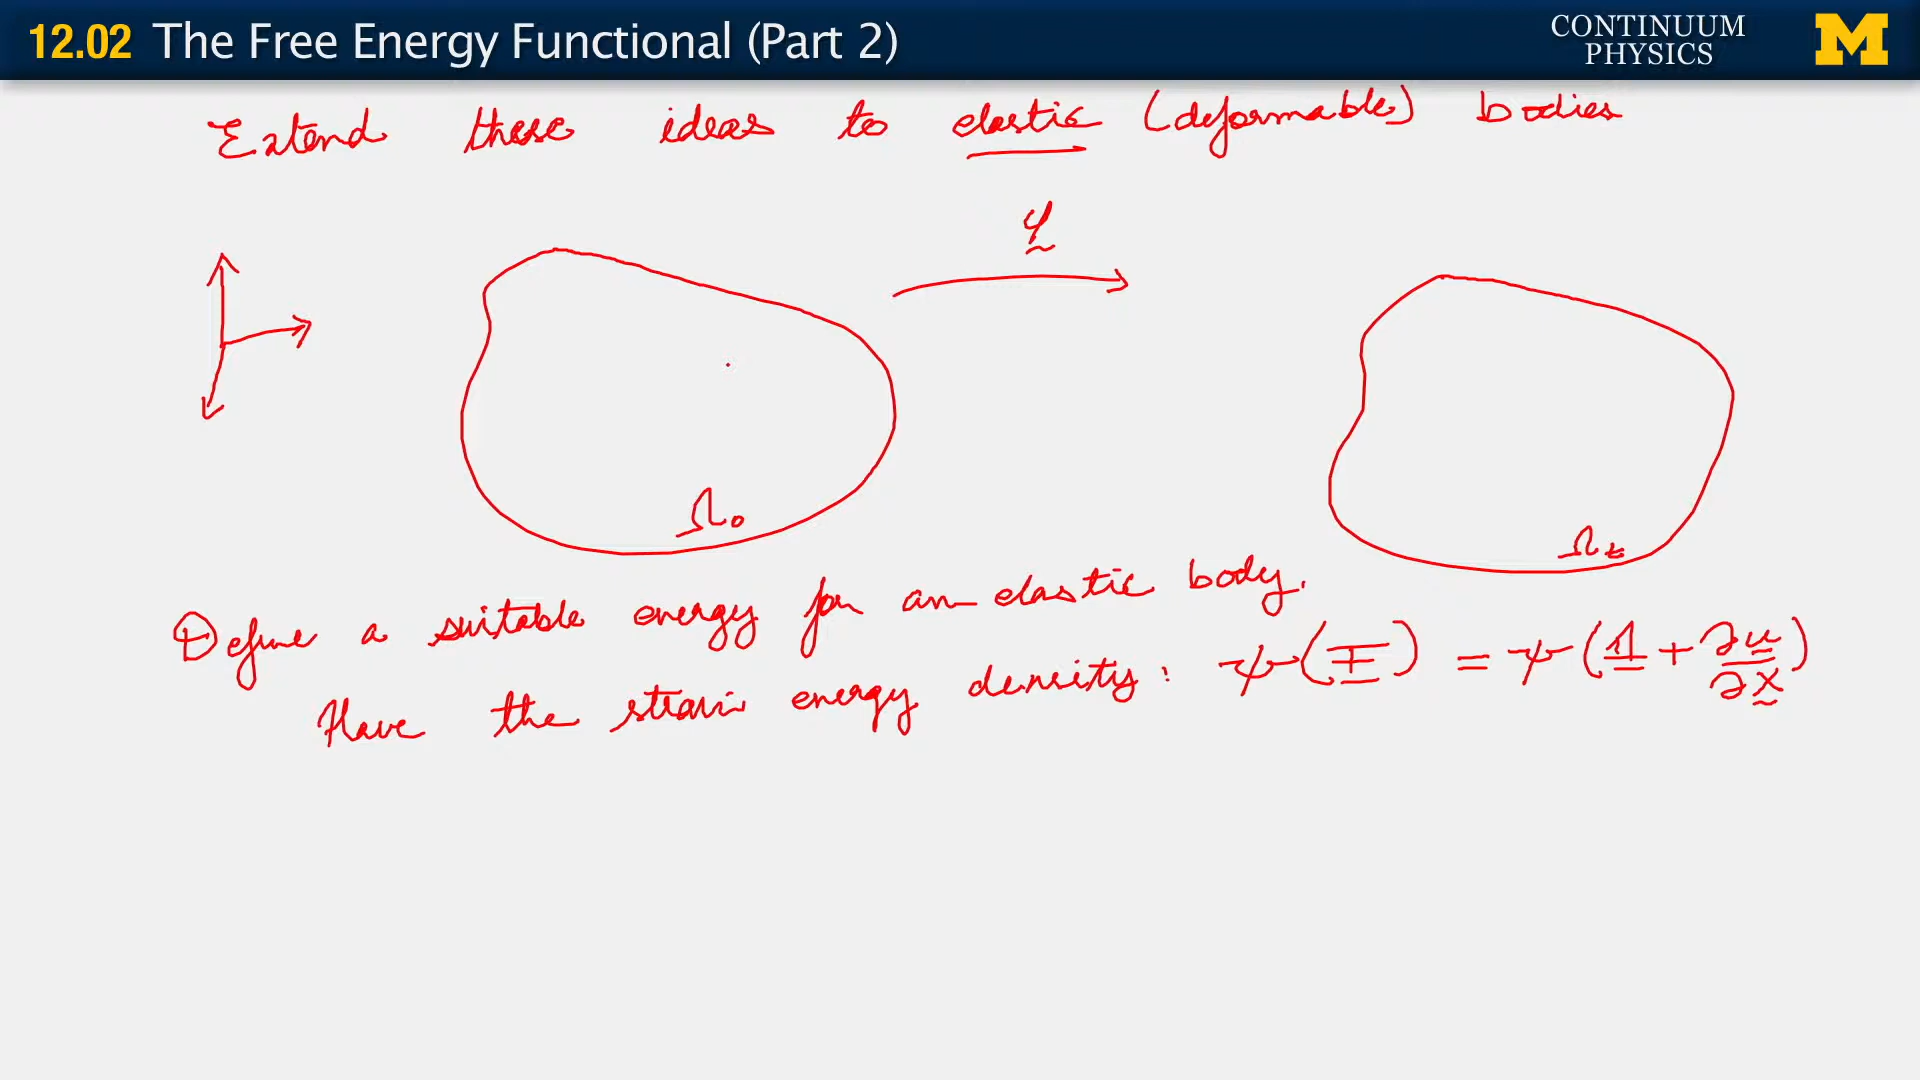 12.02 The Free Energy Functional (Part 2)
CONTINUUM
PHYSICS
M
Extend these ideas to elastic (deformable) bodies
φ
Ω₀
Ωₜ
Define a suitable energy for an elastic body.
Have the strain energy density: ψ(F) = ψ(𝟙 + ∂u/∂X)